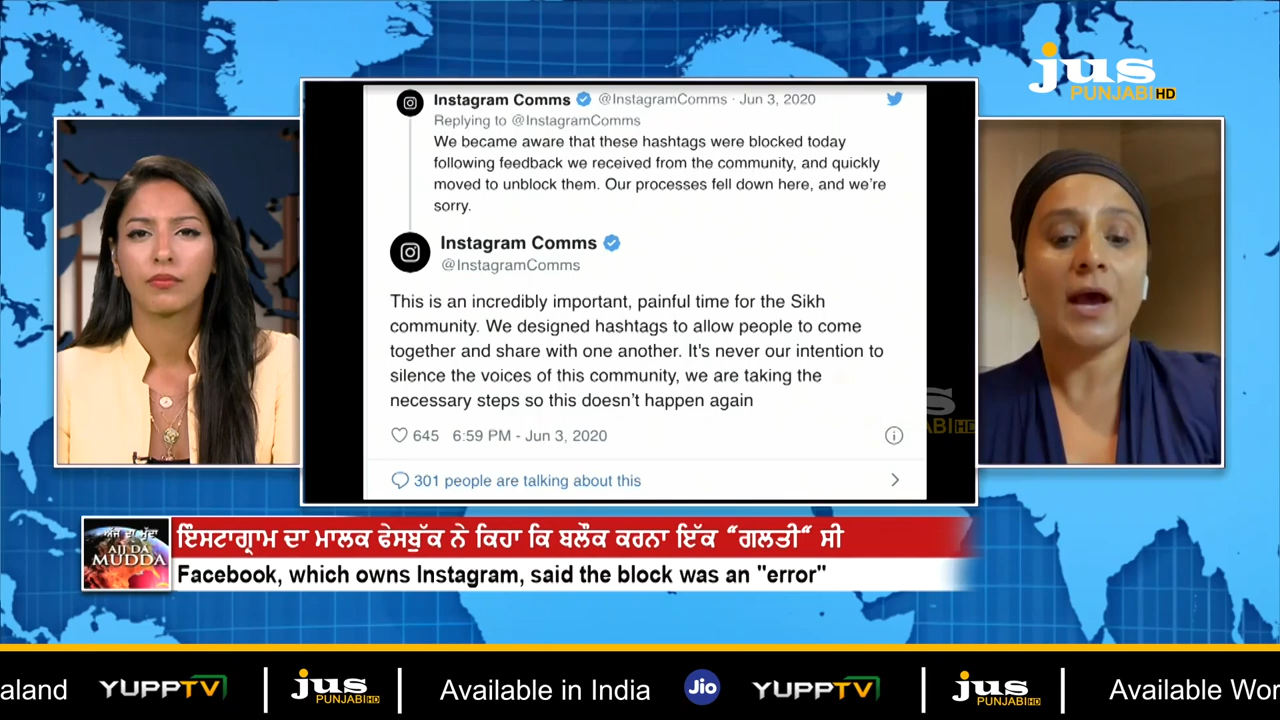 jus
PUNJABI HD
Instagram Comms @InstagramComms · Jun 3, 2020
Replying to @InstagramComms
We became aware that these hashtags were blocked today
following feedback we received from the community, and quickly
moved to unblock them. Our processes fell down here, and we're
sorry.
Instagram Comms
@InstagramComms
This is an incredibly important, painful time for the Sikh
community. We designed hashtags to allow people to come
together and share with one another. It's never our intention to
silence the voices of this community, we are taking the
necessary steps so this doesn't happen again
645 6:59 PM - Jun 3, 2020
301 people are talking about this
ਅੱਜ ਦਾ ਮੁੱਦਾ
AJJ DA
MUDDA
ਇੰਸਟਾਗ੍ਰਾਮ ਦਾ ਮਾਲਕ ਫੇਸਬੁੱਕ ਨੇ ਕਿਹਾ ਕਿ ਬਲੌਕ ਕਰਨਾ ਇੱਕ “ਗਲਤੀ“ ਸੀ
Facebook, which owns Instagram, said the block was an "error"
aland YUPPTV jus PUNJABI HD Available in India Jio YUPPTV jus PUNJABI HD Available Wor